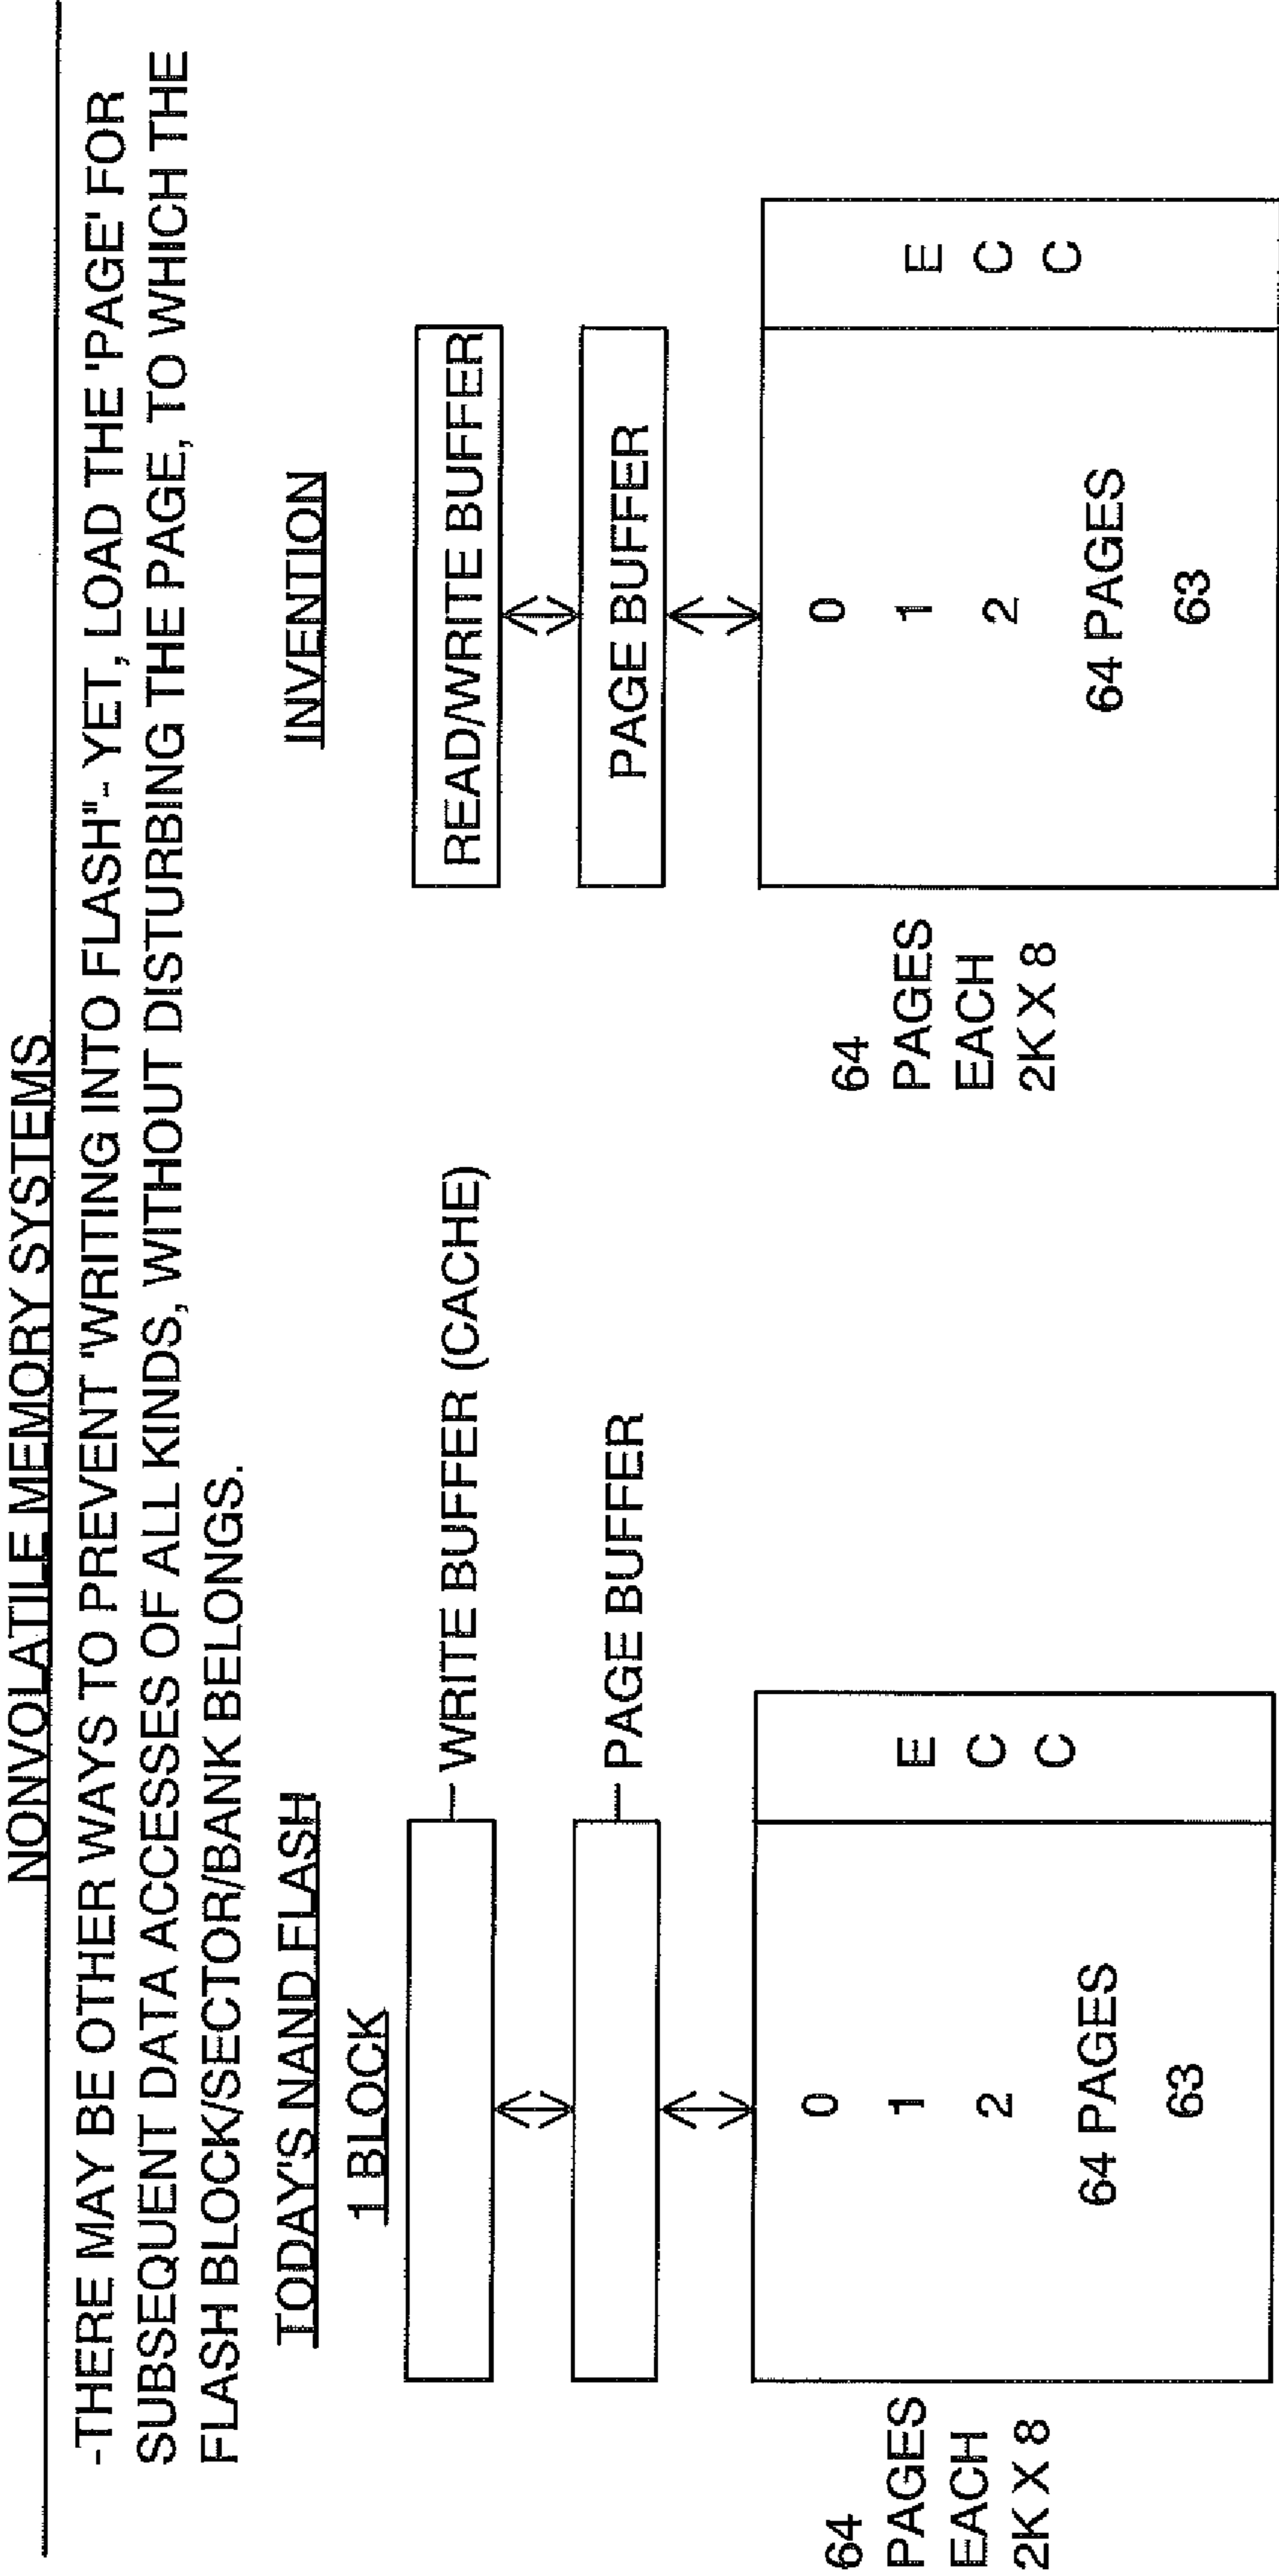 NONVOLATILE MEMORY SYSTEMS
-THERE MAY BE OTHER WAYS TO PREVENT 'WRITING INTO FLASH"- YET, LOAD THE 'PAGE' FOR
SUBSEQUENT DATA ACCESSES OF ALL KINDS, WITHOUT DISTURBING THE PAGE, TO WHICH THE
FLASH BLOCK/SECTOR/BANK BELONGS.
TODAY'S NAND FLASH
1 BLOCK
WRITE BUFFER (CACHE)
PAGE BUFFER
64
PAGES
EACH
2K X 8
0
1
2
64 PAGES
63
E
C
C
INVENTION
READ/WRITE BUFFER
PAGE BUFFER
64
PAGES
EACH
2K X 8
0
1
2
64 PAGES
63
E
C
C